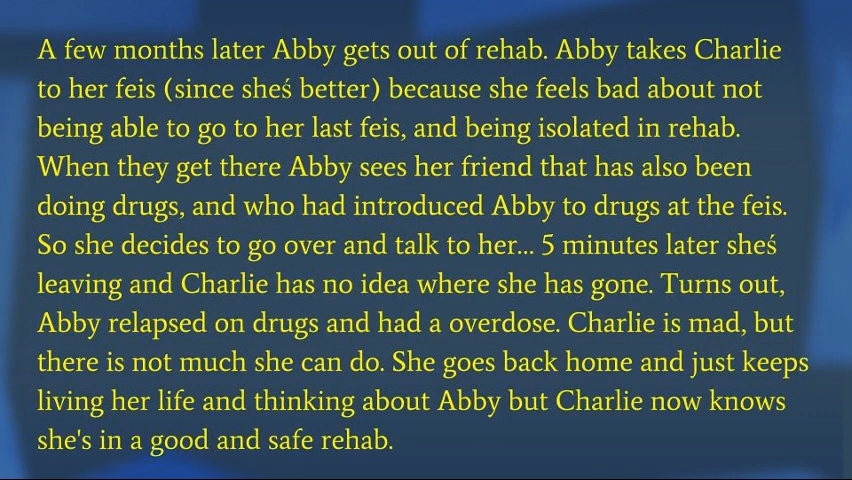 A few months later Abby gets out of rehab. Abby takes Charlie
to her feis (since sheś better) because she feels bad about not
being able to go to her last feis, and being isolated in rehab.
When they get there Abby sees her friend that has also been
doing drugs, and who had introduced Abby to drugs at the feis.
So she decides to go over and talk to her... 5 minutes later sheś
leaving and Charlie has no idea where she has gone. Turns out,
Abby relapsed on drugs and had a overdose. Charlie is mad, but
there is not much she can do. She goes back home and just keeps
living her life and thinking about Abby but Charlie now knows
she's in a good and safe rehab.